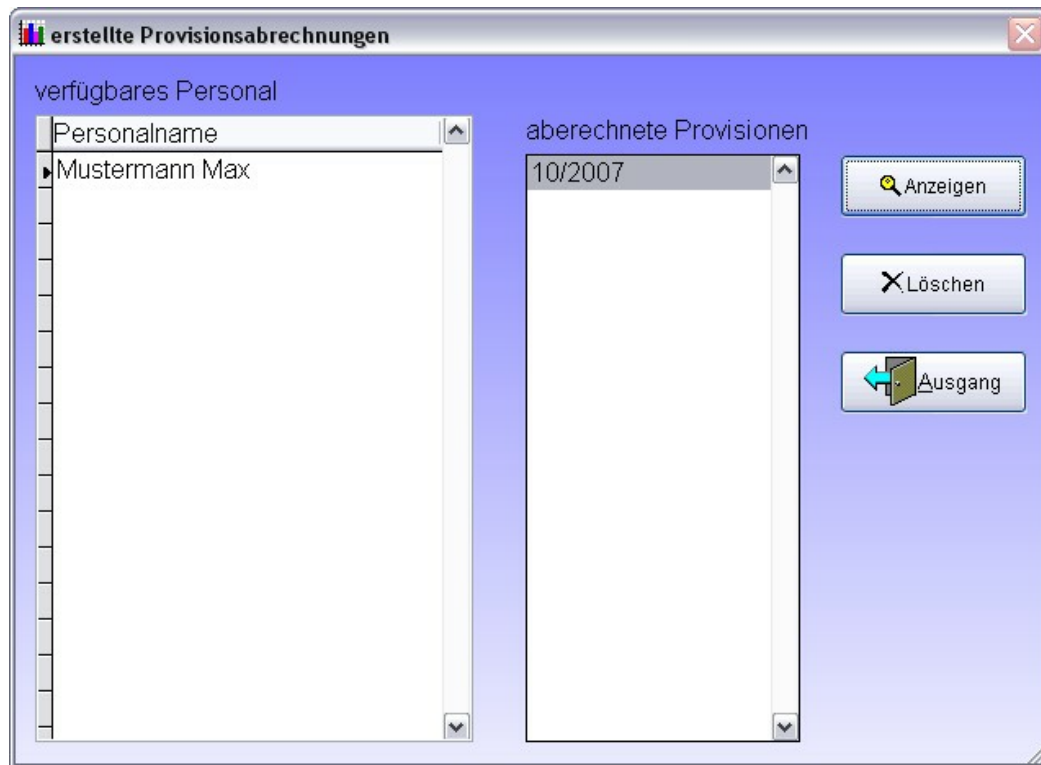 erstellte Provisionsabrechnungen
verfügbares Personal
Personalname
Mustermann Max
aberechnete Provisionen
10/2007
Anzeigen
Löschen
Ausgang